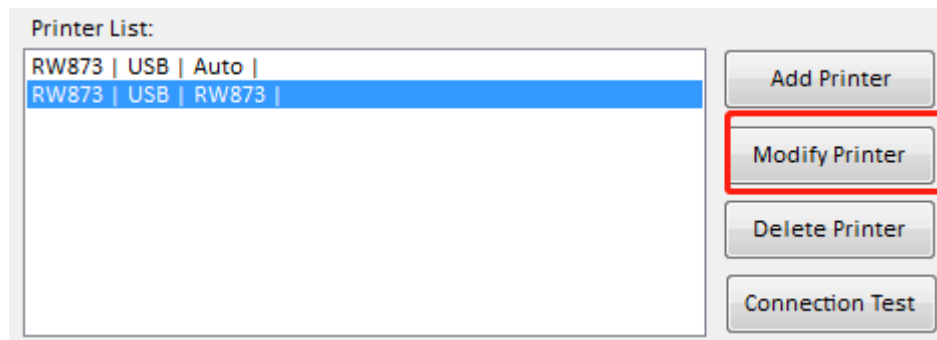 Printer List:
RW873 | USB | Auto |
RW873 | USB | RW873 |
Add Printer
Modify Printer
Delete Printer
Connection Test